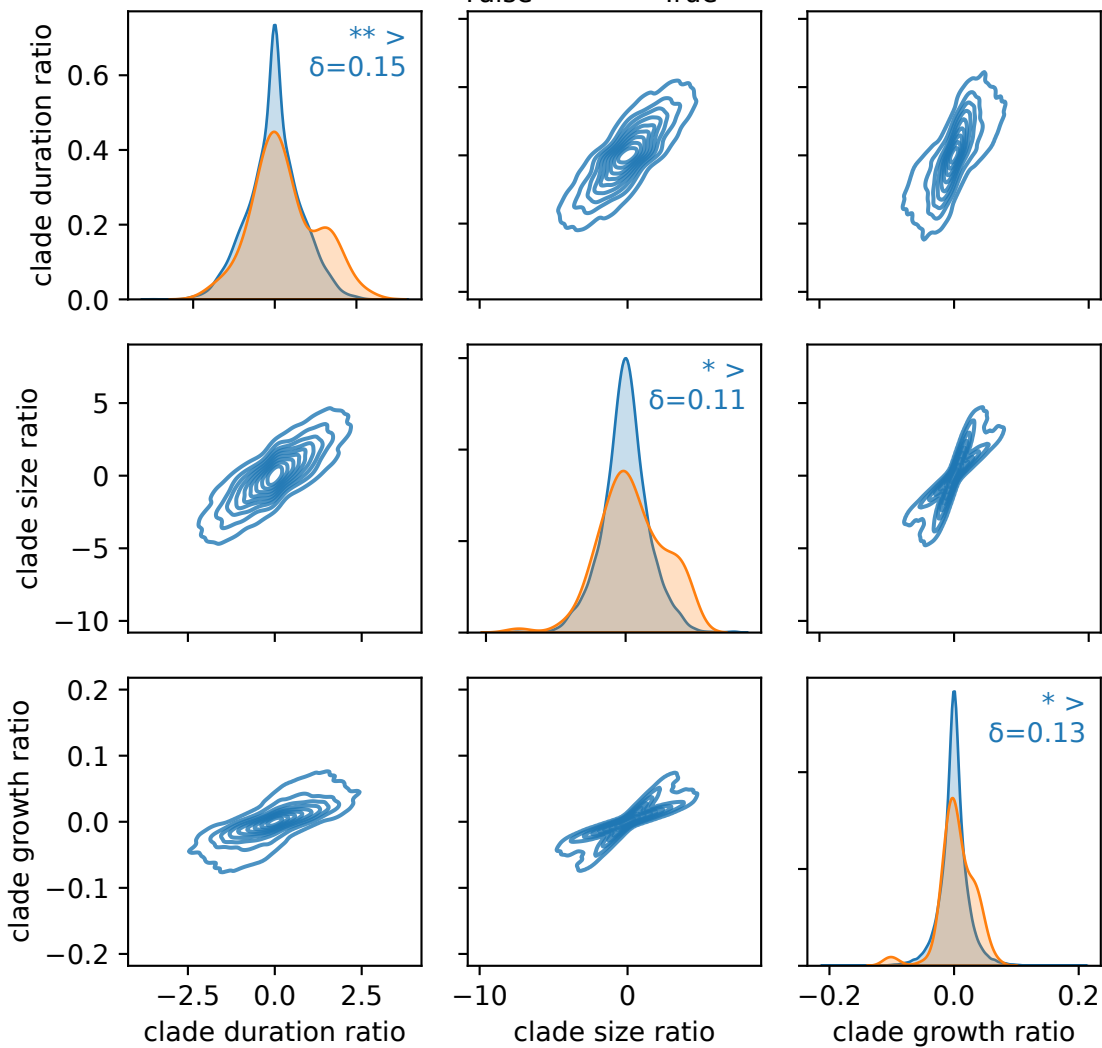 False True
clade duration ratio
0.6
0.4
0.2
0.0
** >
δ=0.15
clade size ratio
5
0
−5
−10
* >
δ=0.11
clade growth ratio
0.2
0.1
0.0
−0.1
−0.2
* >
δ=0.13
−2.5 0.0 2.5
−10 0
−0.2 0.0 0.2
clade duration ratio
clade size ratio
clade growth ratio